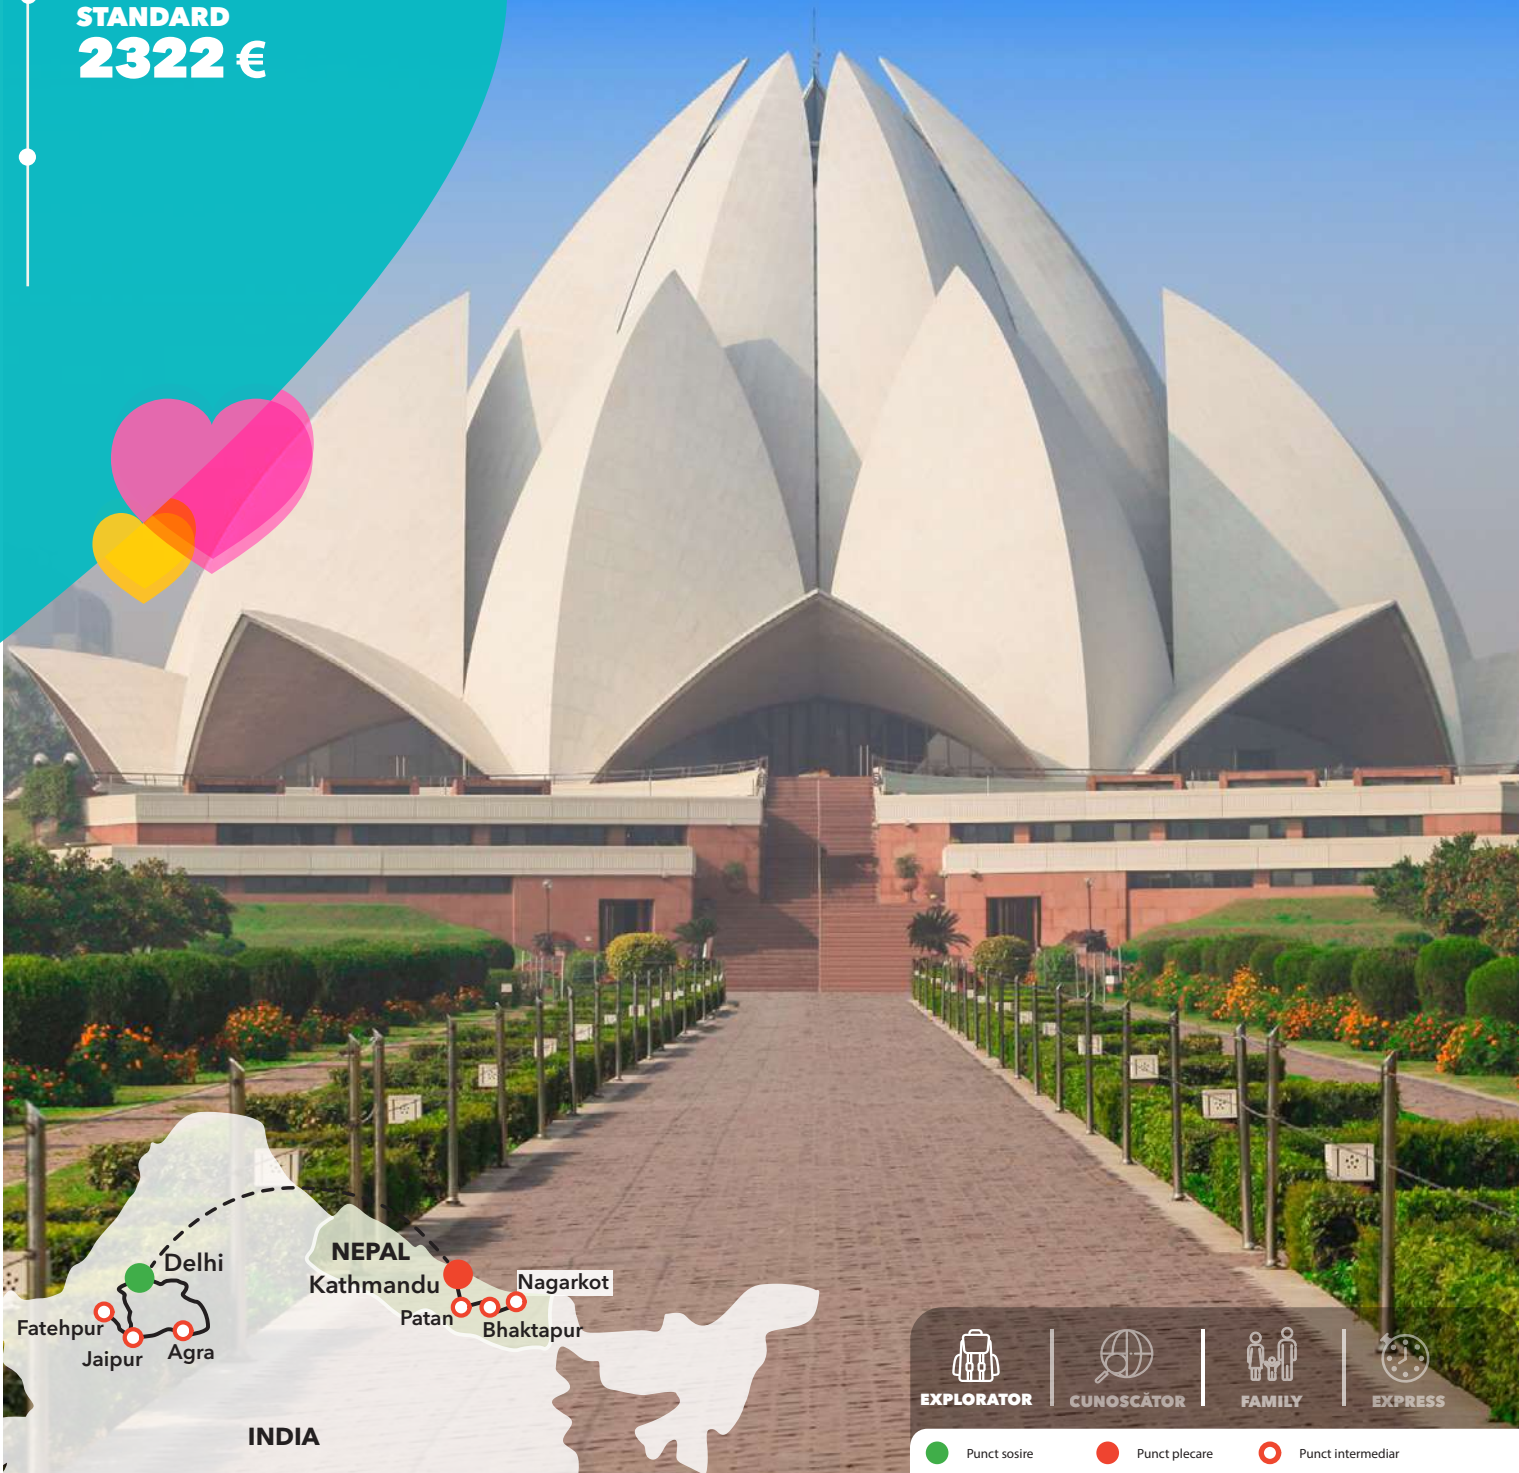 STANDARD
2322 €
Delhi
NEPAL
Kathmandu
Nagarkot
Patan
Bhaktapur
Fatehpur
Jaipur
Agra
INDIA
EXPLORATOR
CUNOSCĂTOR
FAMILY
EXPRESS
Punct sosire
Punct plecare
Punct intermediar